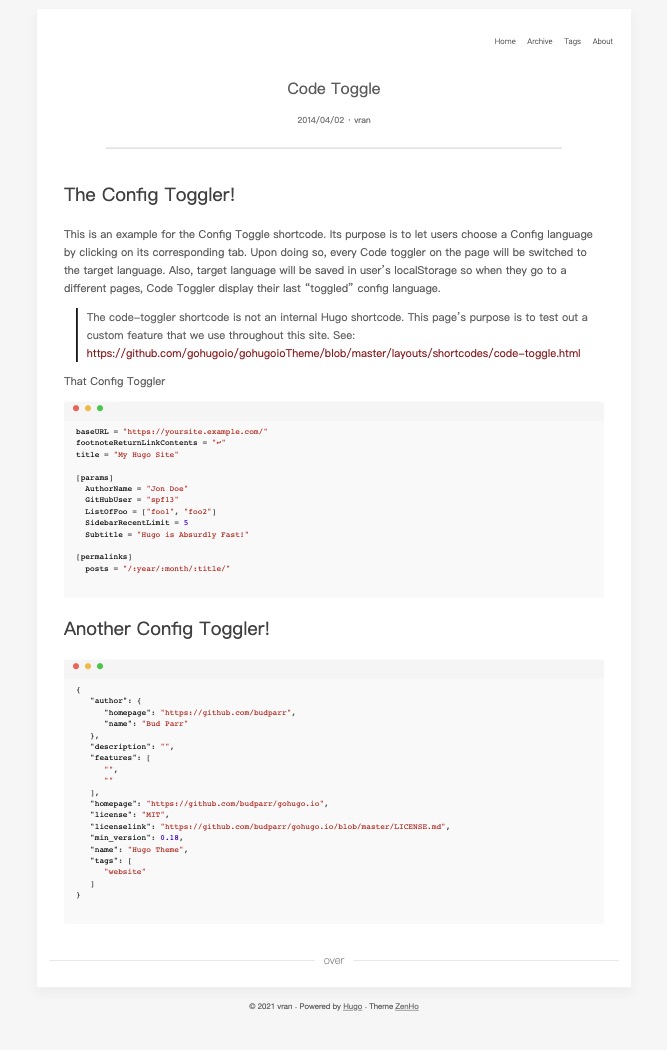 Home Archive Tags About
Code Toggle
2014/04/02 · vran
The Config Toggler!
This is an example for the Config Toggle shortcode. Its purpose is to let users choose a Config language
by clicking on its corresponding tab. Upon doing so, every Code toggler on the page will be switched to
the target language. Also, target language will be saved in user's localStorage so when they go to a
different pages, Code Toggler display their last “toggled” config language.
The code-toggler shortcode is not an internal Hugo shortcode. This page's purpose is to test out a
custom feature that we use throughout this site. See:
https://github.com/gohugoio/gohugoioTheme/blob/master/layouts/shortcodes/code-toggle.html
That Config Toggler
baseURL = "https://yoursite.example.com/"
footnoteReturnLinkContents = "↩"
title = "My Hugo Site"
[params]
  AuthorName = "Jon Doe"
  GitHubUser = "spf13"
  ListOfFoo = ["foo1", "foo2"]
  SidebarRecentLimit = 5
  Subtitle = "Hugo is Absurdly Fast!"
[permalinks]
  posts = "/:year/:month/:title/"
Another Config Toggler!
{
   "author": {
      "homepage": "https://github.com/budparr",
      "name": "Bud Parr"
   },
   "description": "",
   "features": [
      "",
      ""
   ],
   "homepage": "https://github.com/budparr/gohugo.io",
   "license": "MIT",
   "licenselink": "https://github.com/budparr/gohugo.io/blob/master/LICENSE.md",
   "min_version": 0.18,
   "name": "Hugo Theme",
   "tags": [
      "website"
   ]
}
over
© 2021 vran · Powered by Hugo · Theme ZenHo